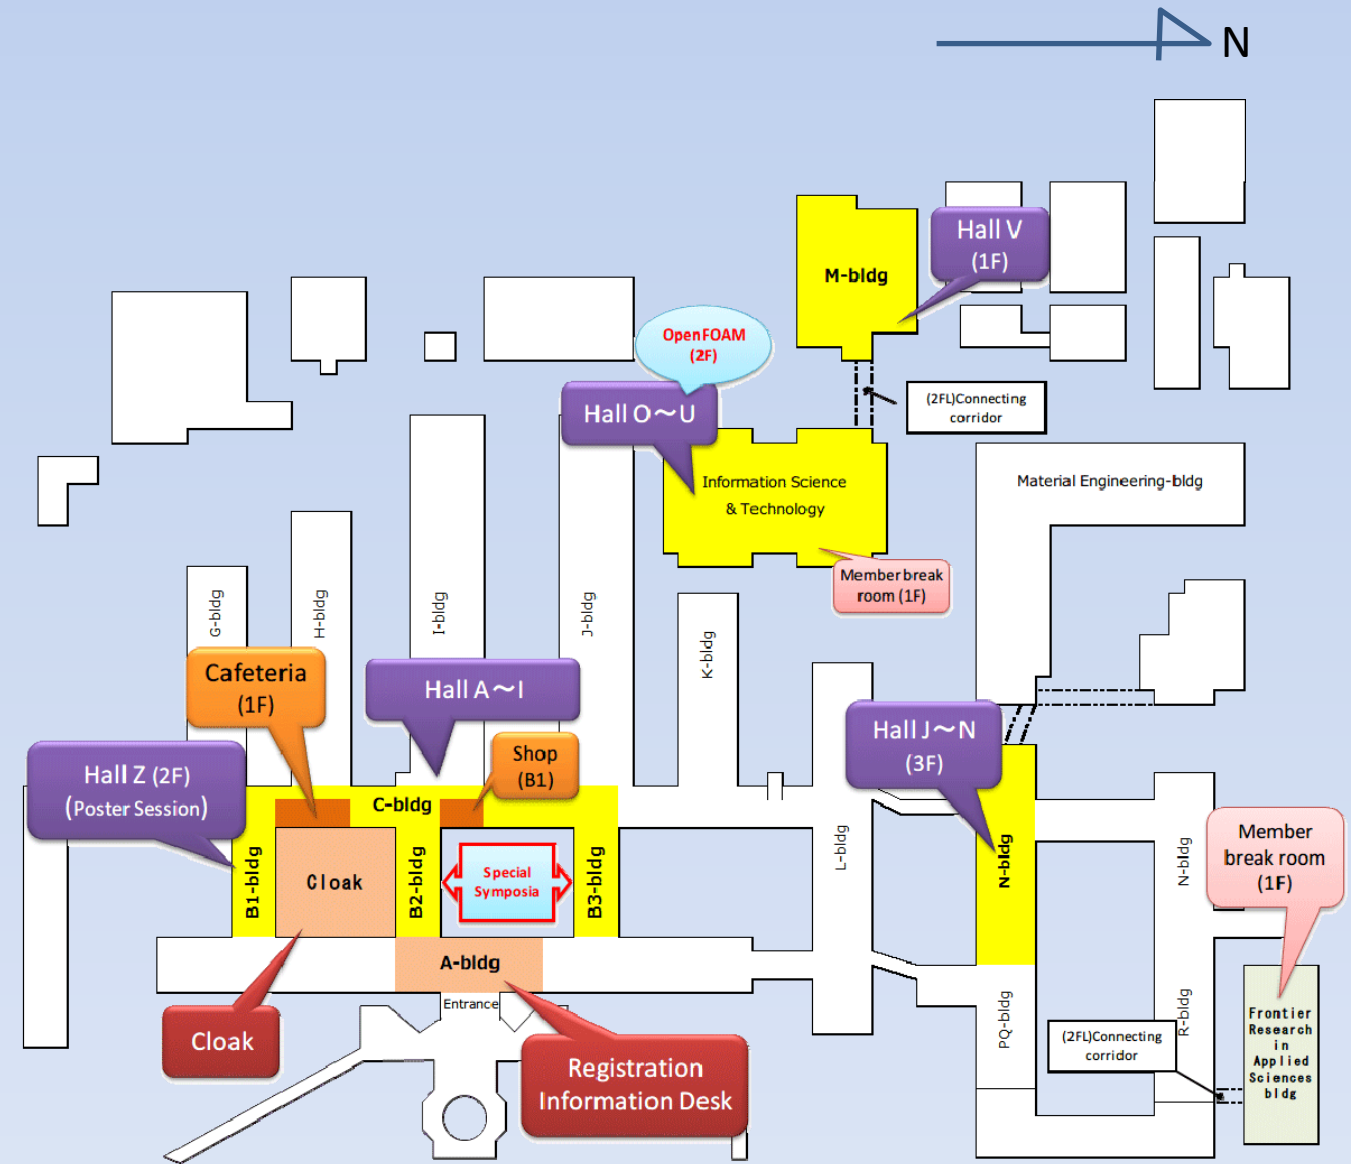 N
Hall V
(1F)
M-bldg
OpenFOAM
(2F)
(2FL)Connecting
corridor
Hall O～U
Information Science
& Technology
Material Engineering-bldg
Member break
room (1F)
G-bldg
H-bldg
I-bldg
J-bldg
K-bldg
Cafeteria
(1F)
Hall A～I
Hall J～N
(3F)
Shop
(B1)
Hall Z (2F)
(Poster Session)
C-bldg
B1-bldg
Cloak
B2-bldg
Special
Symposia
B3-bldg
L-bldg
N-bldg
N-bldg
Member
break room
(1F)
A-bldg
Entrance
Cloak
Registration
Information Desk
PQ-bldg
R-bldg
(2FL)Connecting
corridor
Frontier
Research
in
Applied
Sciences
bldg